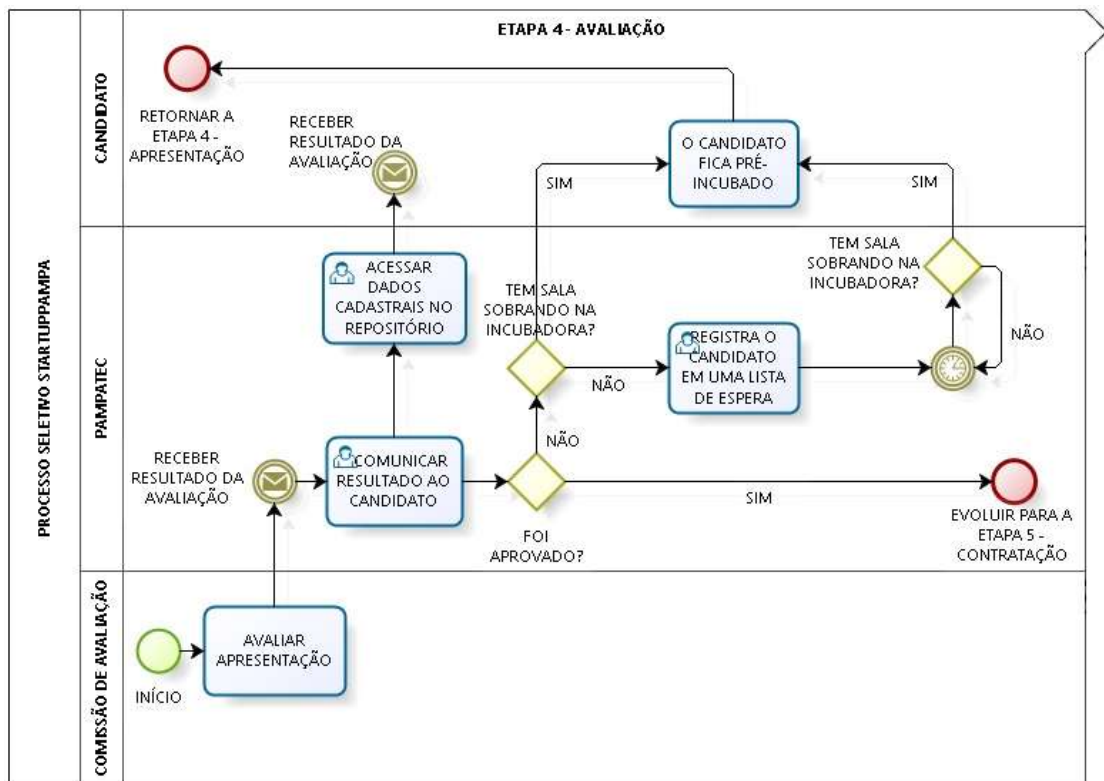 ETAPA 4 - AVALIAÇÃO
PROCESSO SELETIVO STARTUPPAMPA
CANDIDATO
RETORNAR A
ETAPA 4 -
APRESENTAÇÃO
RECEBER
RESULTADO DA
AVALIAÇÃO
O CANDIDATO
FICA PRÉ-
INCUBADO
SIM
SIM
PAMPATEC
ACESSAR
DADOS
CADASTRAIS NO
REPOSITÓRIO
TEM SALA
SOBRANDO NA
INCUBADORA?
TEM SALA
SOBRANDO NA
INCUBADORA?
NÃO
REGISTRA O
CANDIDATO
EM UMA LISTA
DE ESPERA
NÃO
NÃO
RECEBER
RESULTADO DA
AVALIAÇÃO
COMUNICAR
RESULTADO AO
CANDIDATO
FOI
APROVADO?
SIM
EVOLUIR PARA A
ETAPA 5 -
CONTRATAÇÃO
COMISSÃO DE AVALIAÇÃO
INÍCIO
AVALIAR
APRESENTAÇÃO